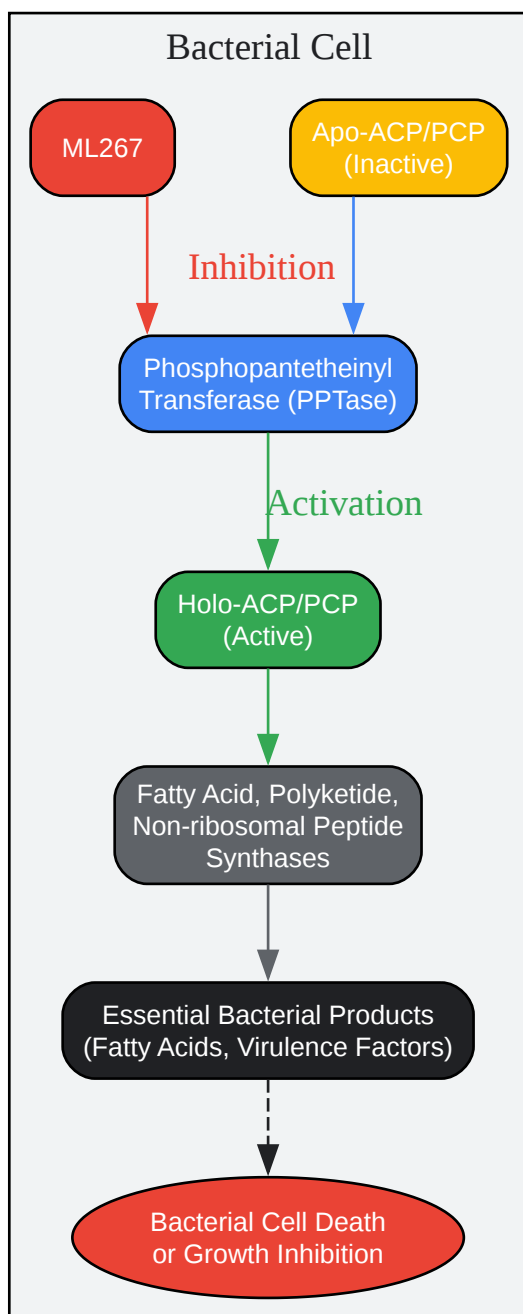 Bacterial Cell
ML267
Apo-ACP/PCP
(Inactive)
Inhibition
Phosphopantetheinyl
Transferase (PPTase)
Activation
Holo-ACP/PCP
(Active)
Fatty Acid, Polyketide,
Non-ribosomal Peptide
Synthases
Essential Bacterial Products
(Fatty Acids, Virulence Factors)
Bacterial Cell Death
or Growth Inhibition